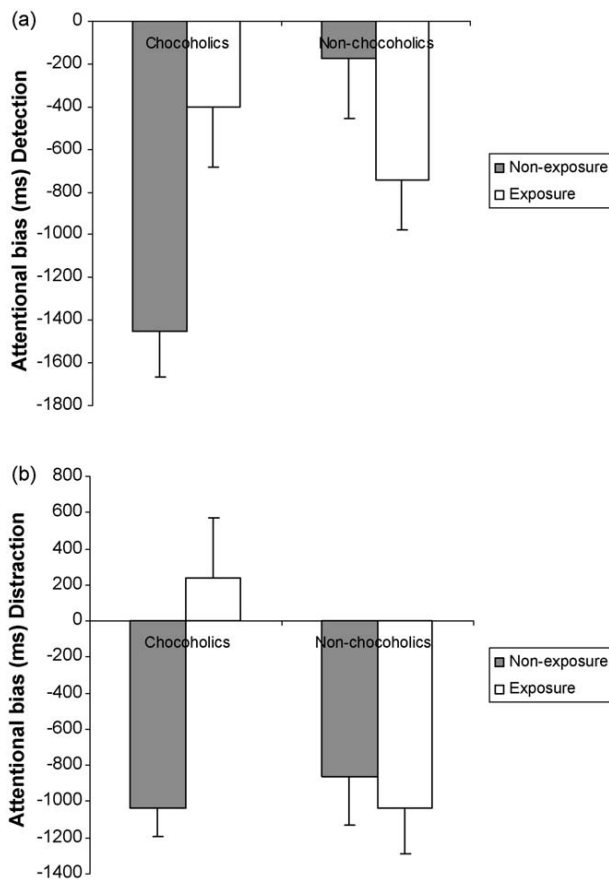 (a)
Attentional bias (ms) Detection
0
-200
-400
-600
-800
-1000
-1200
-1400
-1600
-1800
Chocoholics
Non-chocoholics
Non-exposure
Exposure
(b)
Attentional bias (ms) Distraction
800
600
400
200
0
-200
-400
-600
-800
-1000
-1200
-1400
Chocoholics
Non-chocoholics
Non-exposure
Exposure